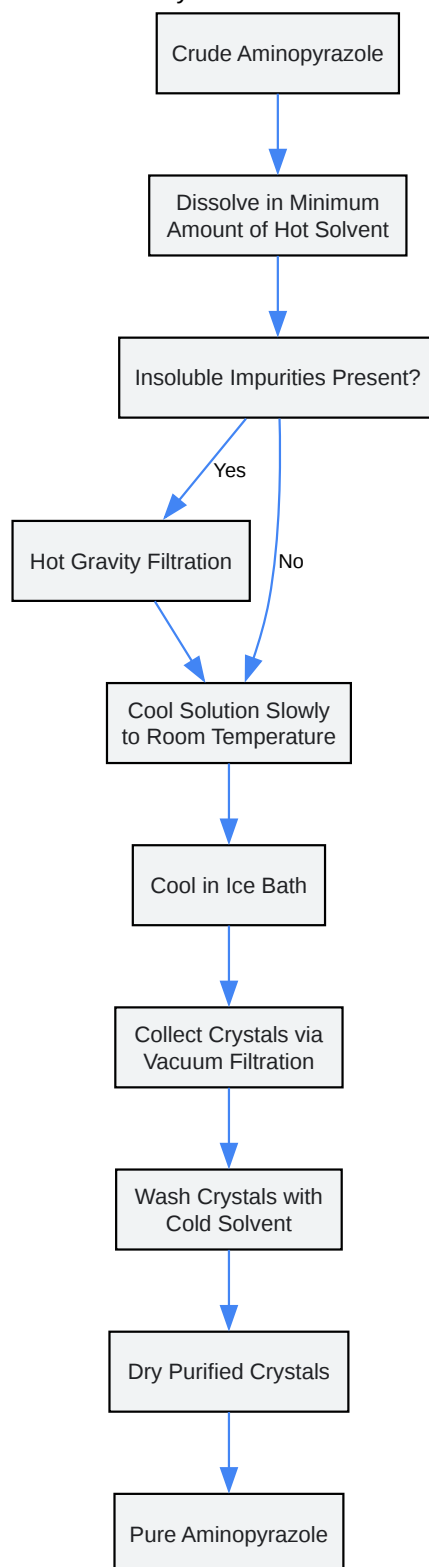 Crude Aminopyrazole
Dissolve in Minimum
Amount of Hot Solvent
Insoluble Impurities Present?
Yes
Hot Gravity Filtration
No
Cool Solution Slowly
to Room Temperature
Cool in Ice Bath
Collect Crystals via
Vacuum Filtration
Wash Crystals with
Cold Solvent
Dry Purified Crystals
Pure Aminopyrazole